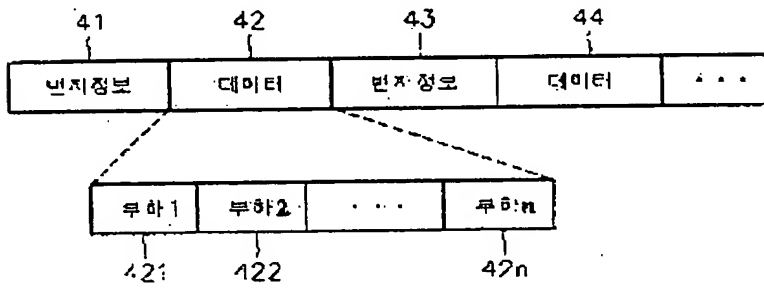 41 42 43 44
번지정보 데이터 번지정보 데이터 ...
부하1 부하2 ... 부하n
421 422 42n